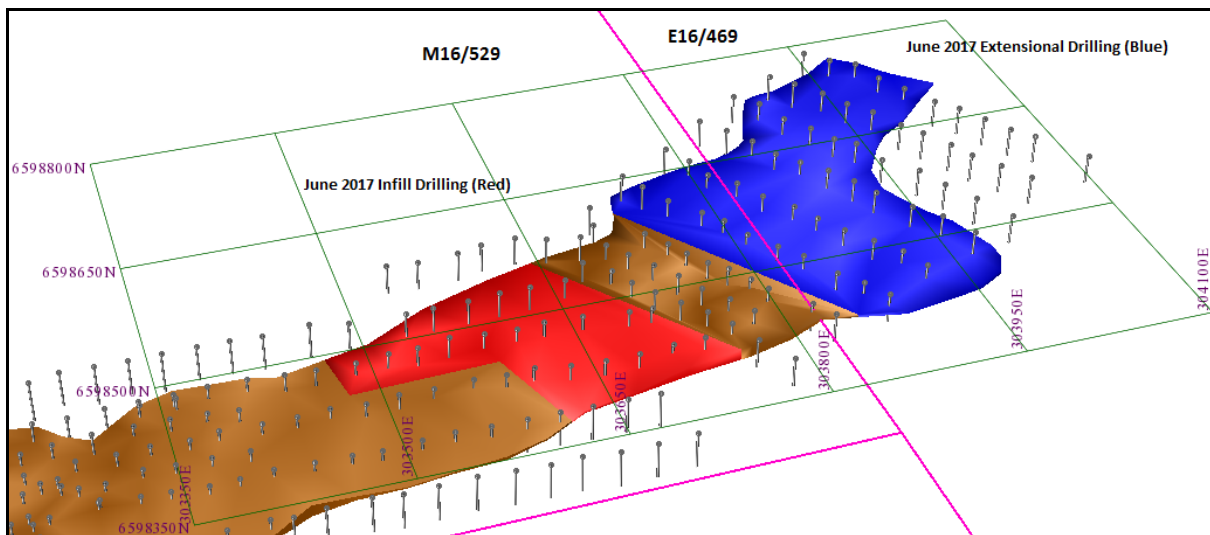 E16/469
M16/529
June 2017 Extensional Drilling (Blue)
6598800N
June 2017 Infill Drilling (Red)
6598650N
304100E
303950E
303800E
6598500N
303650E
303500E
303350E
6598350N